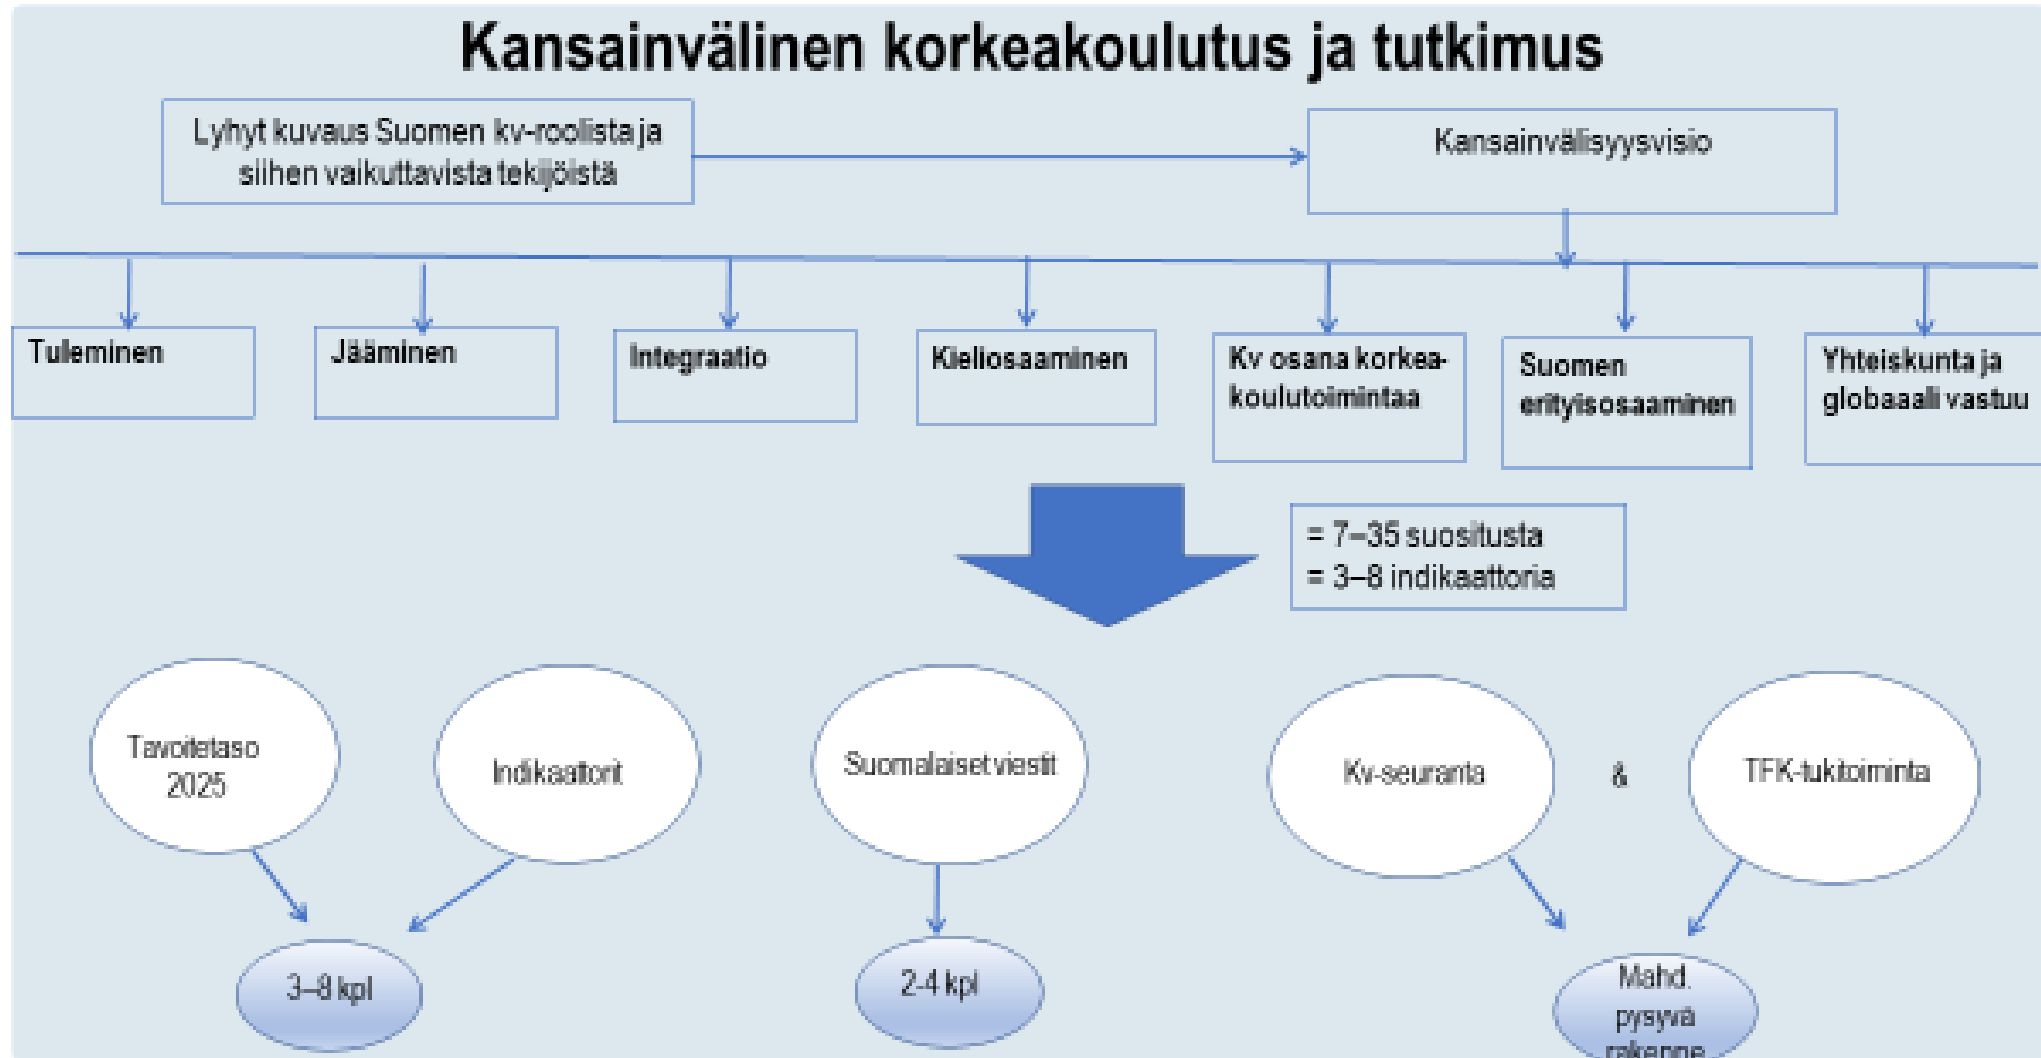 Kansainvälinen korkeakoulutus ja tutkimus
Lyhyt kuvaus Suomen kv-roolista ja
siihen vaikuttavista tekijöistä
Kansainvälisyysvisio
Tuleminen
Jääminen
Integraatio
Kieliosaaminen
Kv osana korkea-
koulutoimintaa
Suomen
erityisosaaminen
Yhteiskunta ja
globaaali vastuu
= 7–35 suositusta
= 3–8 indikaattoria
Tavoitetaso
2025
Indikaattorit
Suomalaiset viestit
Kv-seuranta
&
TFK-tukitoiminta
3–8 kpl
2-4 kpl
Mahd.
pysyvä
rakenne